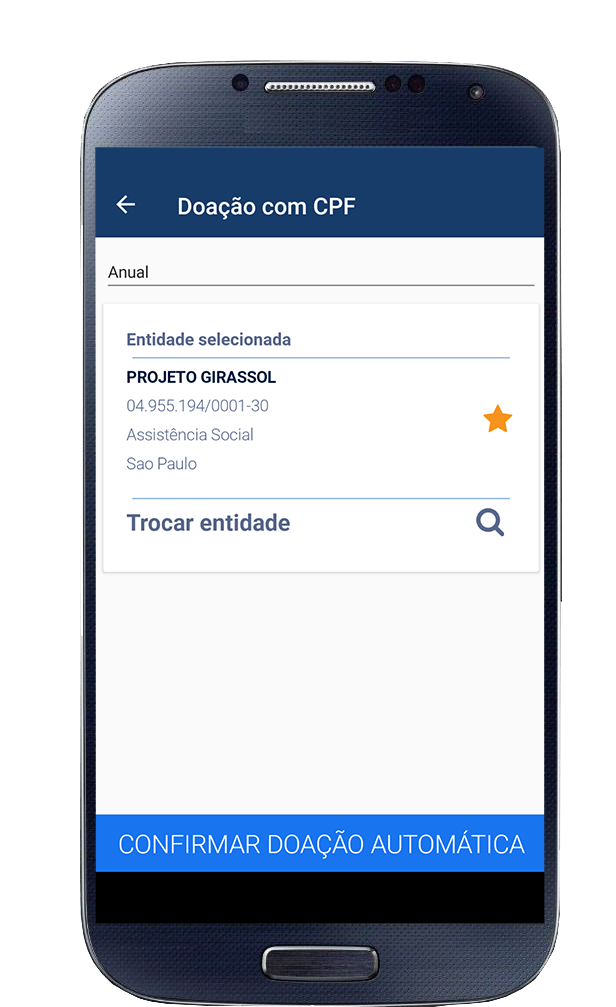 Doação com CPF
Anual
Entidade selecionada
PROJETO GIRASSOL
04.955.194/0001-30
Assistência Social
Sao Paulo
Trocar entidade
CONFIRMAR DOAÇÃO AUTOMÁTICA